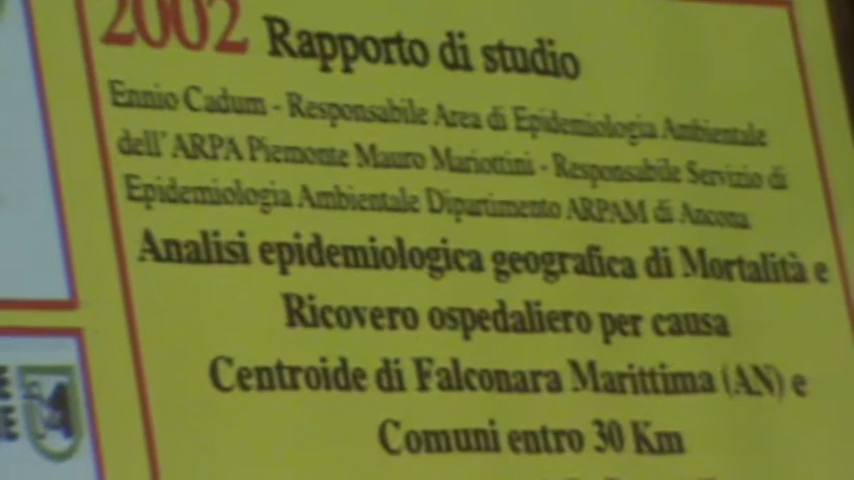 2002 Rapporto di studio
Ennio Cadum - Responsabile Area di Epidemiologia Ambientale
dell'ARPA Piemonte Mauro Mariottini - Responsabile Servizio di
Epidemiologia Ambientale Dipartimento ARPAM di Ancona
Analisi epidemiologica geografica di Mortalità e
Ricovero ospedaliero per causa
Centroide di Falconara Marittima (AN) e
Comuni entro 30 Km